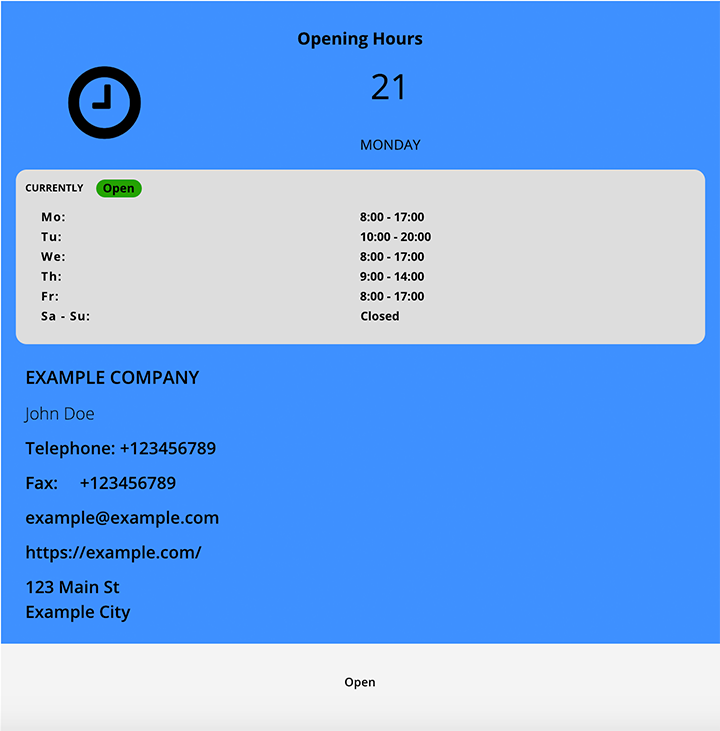 Opening Hours
21
MONDAY
CURRENTLY Open
Mo: 8:00 - 17:00
Tu: 10:00 - 20:00
We: 8:00 - 17:00
Th: 9:00 - 14:00
Fr: 8:00 - 17:00
Sa - Su: Closed
EXAMPLE COMPANY
John Doe
Telephone: +123456789
Fax: +123456789
example@example.com
https://example.com/
123 Main St
Example City
Open